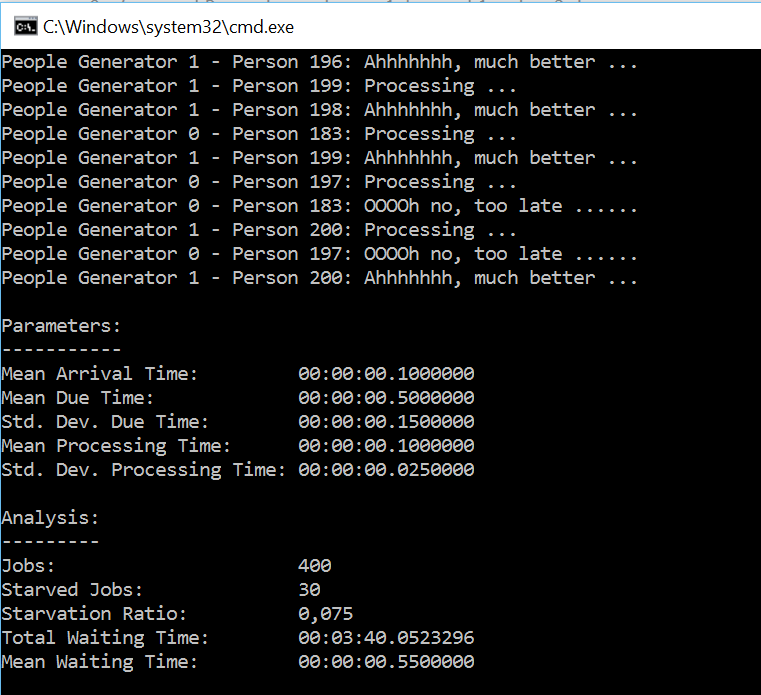 C:\Windows\system32\cmd.exe
People Generator 1 - Person 196: Ahhhhhhh, much better ...
People Generator 1 - Person 199: Processing ...
People Generator 1 - Person 198: Ahhhhhhh, much better ...
People Generator 0 - Person 183: Processing ...
People Generator 1 - Person 199: Ahhhhhhh, much better ...
People Generator 0 - Person 197: Processing ...
People Generator 0 - Person 183: OOOOh no, too late ......
People Generator 1 - Person 200: Processing ...
People Generator 0 - Person 197: OOOOh no, too late ......
People Generator 1 - Person 200: Ahhhhhhh, much better ...
Parameters:
-----------
Mean Arrival Time: 00:00:00.1000000
Mean Due Time: 00:00:00.5000000
Std. Dev. Due Time: 00:00:00.1500000
Mean Processing Time: 00:00:00.1000000
Std. Dev. Processing Time: 00:00:00.0250000
Analysis:
---------
Jobs: 400
Starved Jobs: 30
Starvation Ratio: 0,075
Total Waiting Time: 00:03:40.0523296
Mean Waiting Time: 00:00:00.5500000